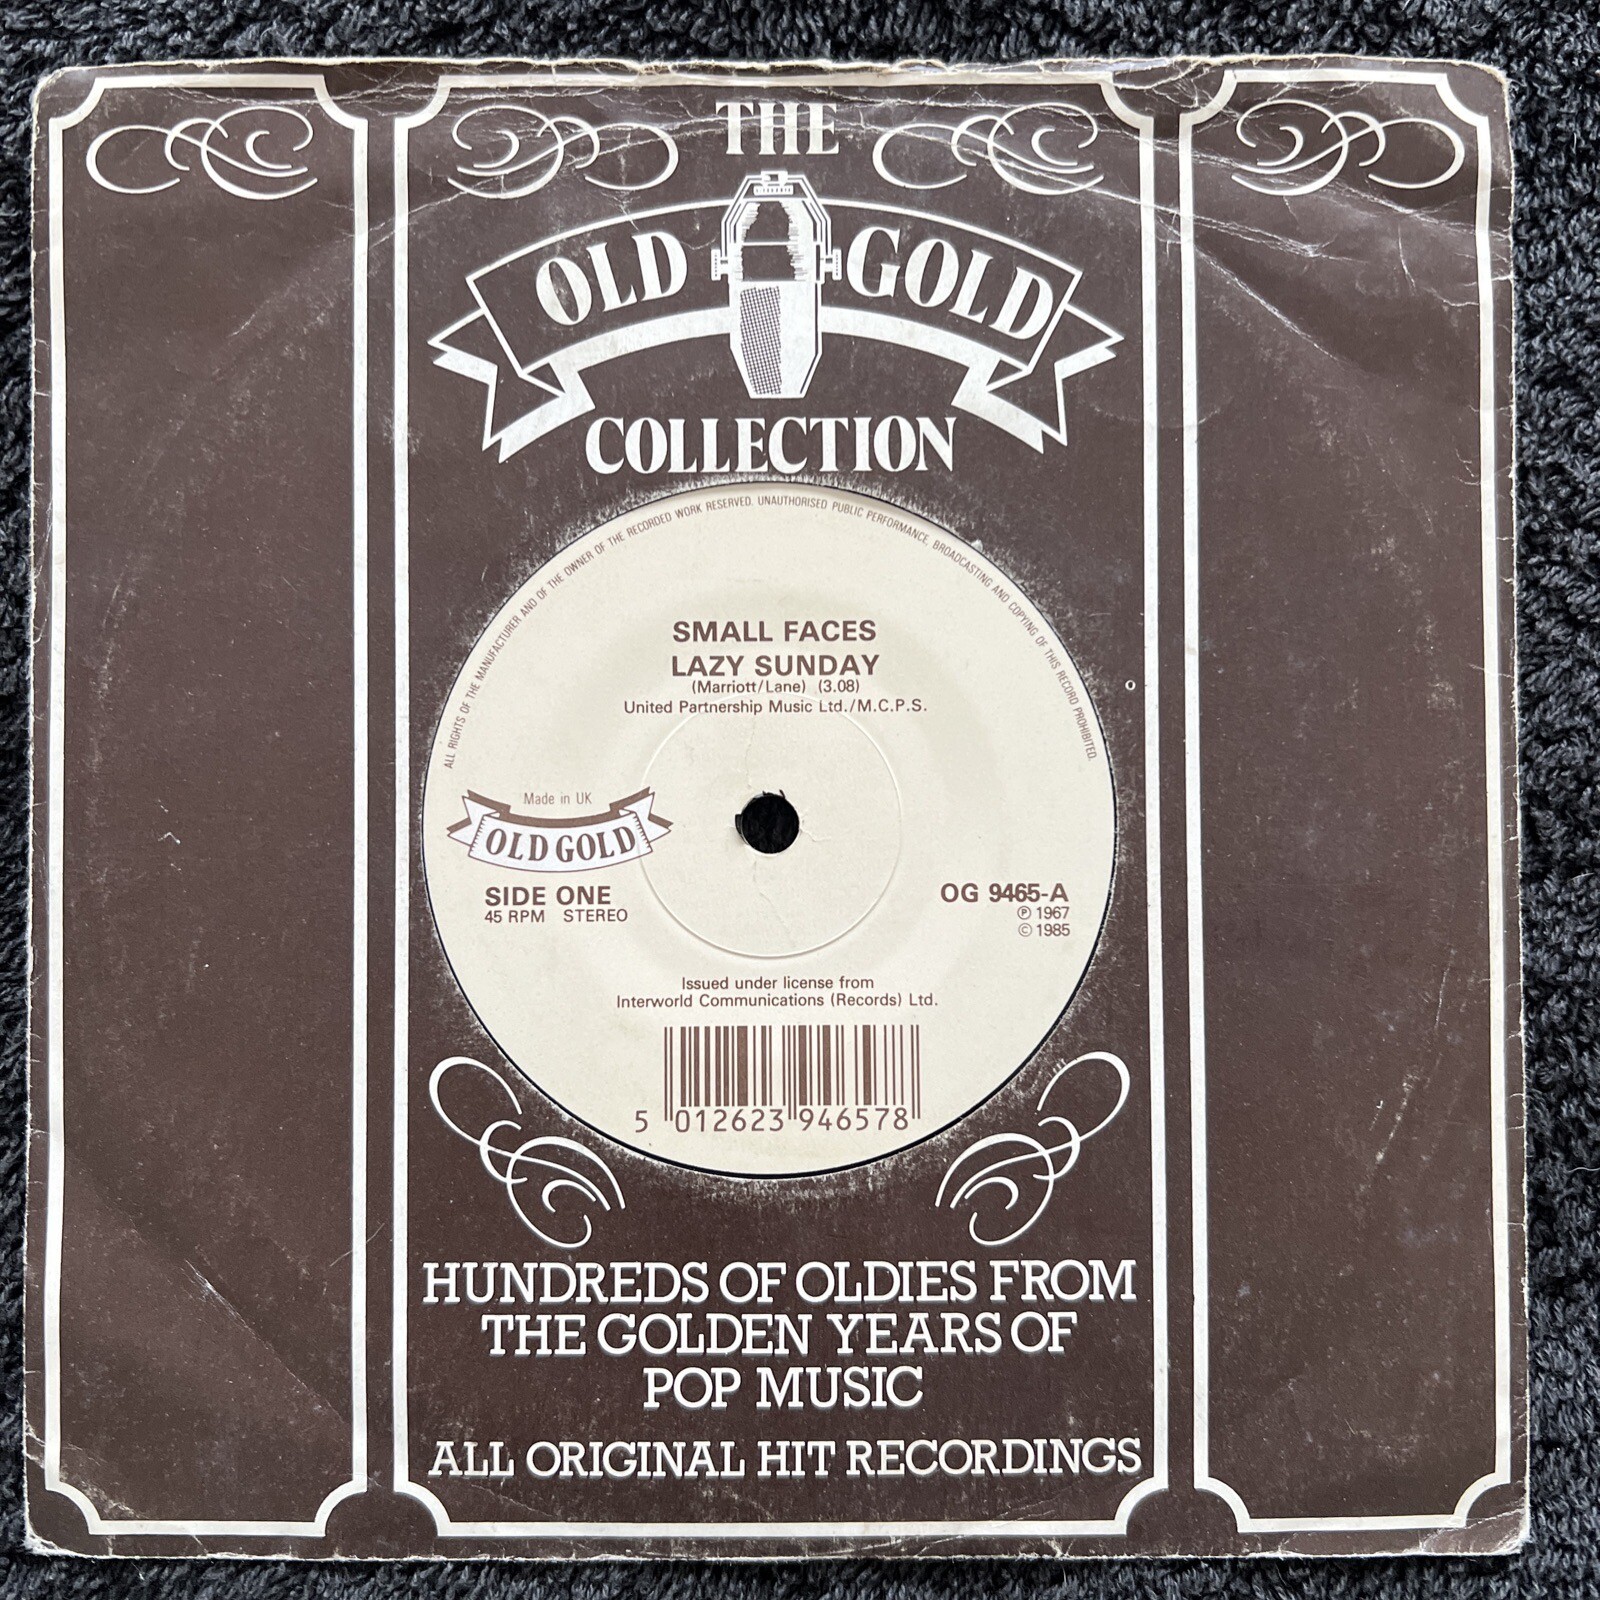 THE
OLD GOLD
COLLECTION
ALL RIGHTS OF THE MANUFACTURER AND OF THE OWNER OF THE RECORDED WORK RESERVED. UNAUTHORISED PUBLIC PERFORMANCE, BROADCASTING AND COPYING OF THIS RECORD PROHIBITED.
SMALL FACES
LAZY SUNDAY
(Marriott/Lane) (3.08)
United Partnership Music Ltd./M.C.P.S.
Made in UK
OLD GOLD
SIDE ONE
45 RPM STEREO
OG 9465-A
℗ 1967
© 1985
Issued under license from
Interworld Communications (Records) Ltd.
5 012623 946578
HUNDREDS OF OLDIES FROM
THE GOLDEN YEARS OF
POP MUSIC
ALL ORIGINAL HIT RECORDINGS